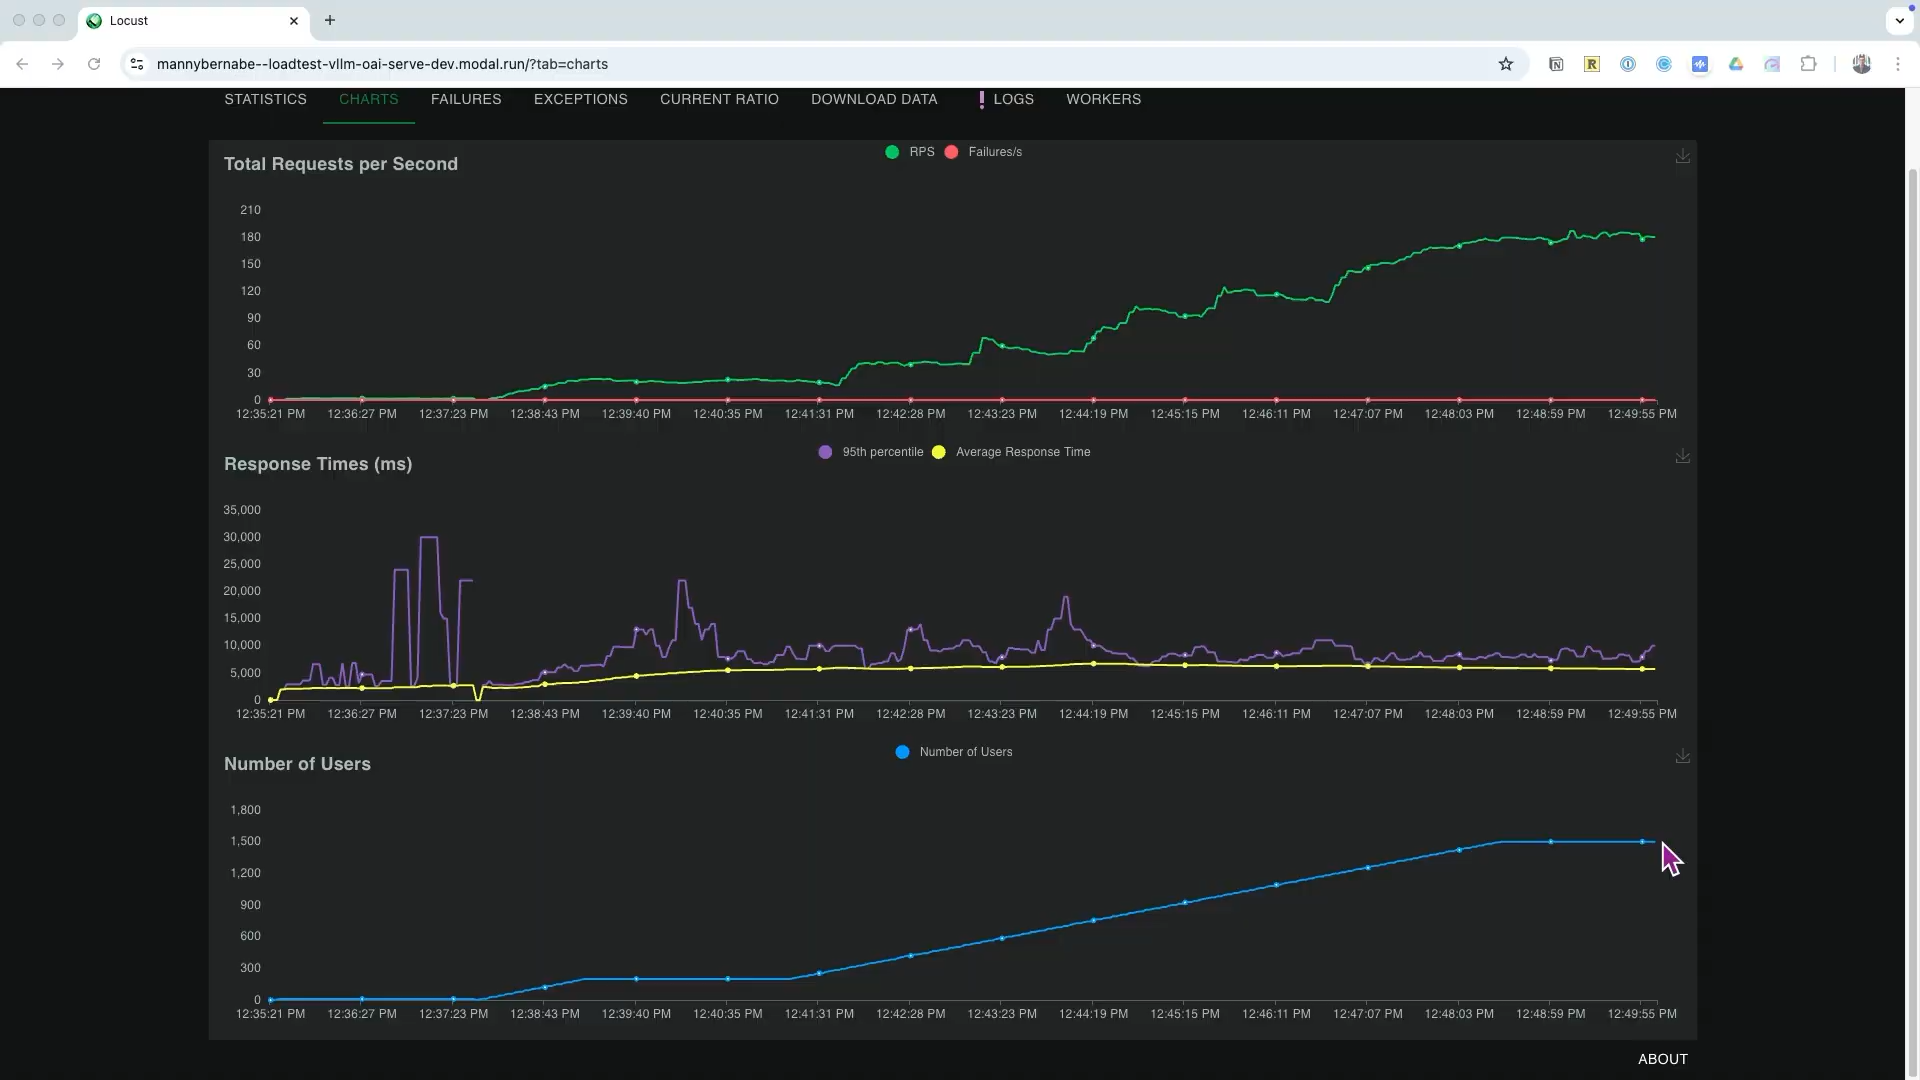 Locust
mannybernabe--loadtest-vllm-oai-serve-dev.modal.run/?tab=charts
STATISTICS CHARTS FAILURES EXCEPTIONS CURRENT RATIO DOWNLOAD DATA LOGS WORKERS
Total Requests per Second
RPS Failures/s
210
180
150
120
90
60
30
0
12:35:21 PM 12:36:27 PM 12:37:23 PM 12:38:43 PM 12:39:40 PM 12:40:35 PM 12:41:31 PM 12:42:28 PM 12:43:23 PM 12:44:19 PM 12:45:15 PM 12:46:11 PM 12:47:07 PM 12:48:03 PM 12:48:59 PM 12:49:55 PM
Response Times (ms)
95th percentile Average Response Time
35,000
30,000
25,000
20,000
15,000
10,000
5,000
0
12:35:21 PM 12:36:27 PM 12:37:23 PM 12:38:43 PM 12:39:40 PM 12:40:35 PM 12:41:31 PM 12:42:28 PM 12:43:23 PM 12:44:19 PM 12:45:15 PM 12:46:11 PM 12:47:07 PM 12:48:03 PM 12:48:59 PM 12:49:55 PM
Number of Users
Number of Users
1,800
1,500
1,200
900
600
300
0
12:35:21 PM 12:36:27 PM 12:37:23 PM 12:38:43 PM 12:39:40 PM 12:40:35 PM 12:41:31 PM 12:42:28 PM 12:43:23 PM 12:44:19 PM 12:45:15 PM 12:46:11 PM 12:47:07 PM 12:48:03 PM 12:48:59 PM 12:49:55 PM
ABOUT